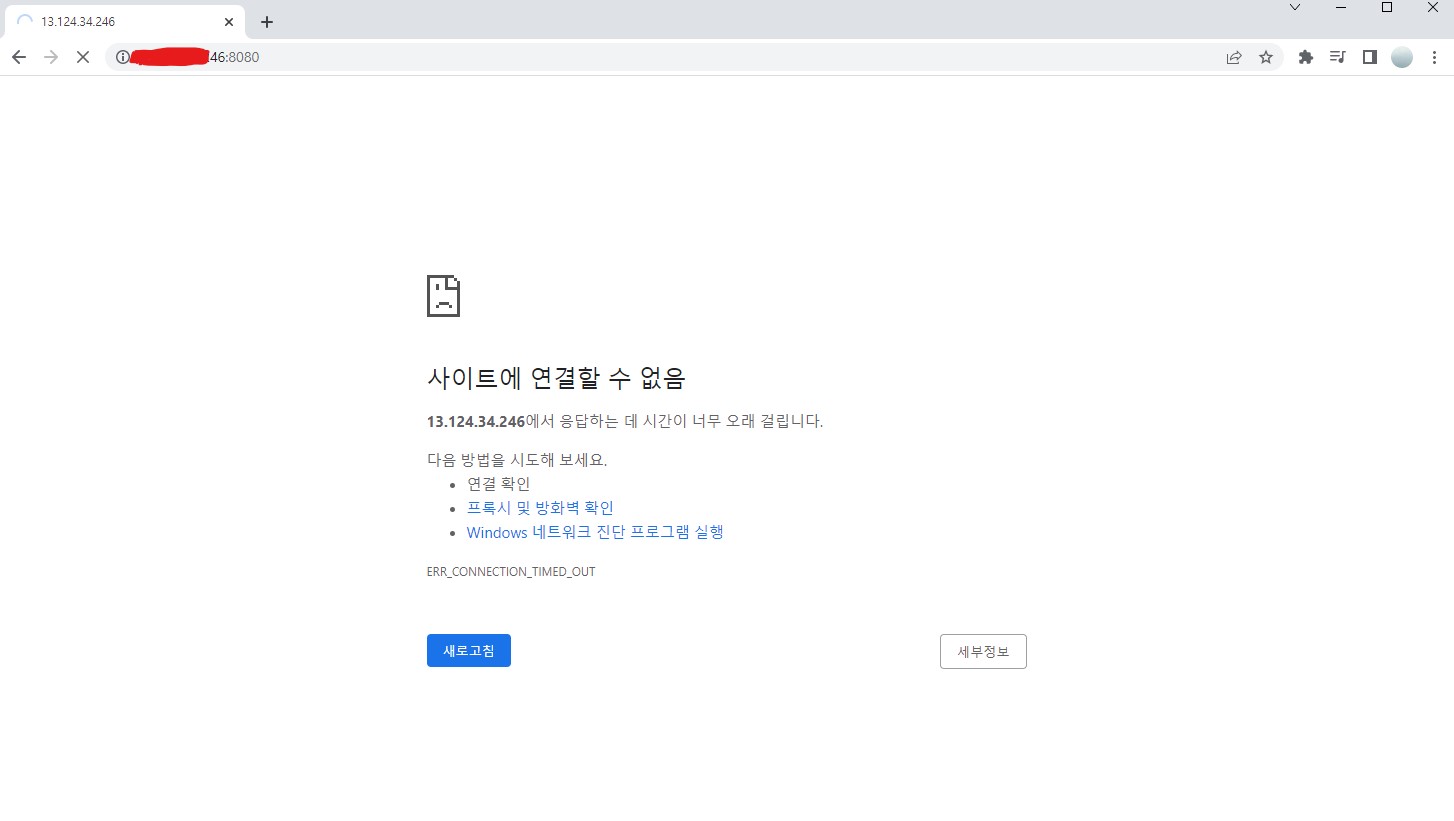 13.124.34.246
46:8080
사이트에 연결할 수 없음
13.124.34.246에서 응답하는 데 시간이 너무 오래 걸립니다.
다음 방법을 시도해 보세요.
연결 확인
프록시 및 방화벽 확인
Windows 네트워크 진단 프로그램 실행
ERR_CONNECTION_TIMED_OUT
새로고침
세부정보